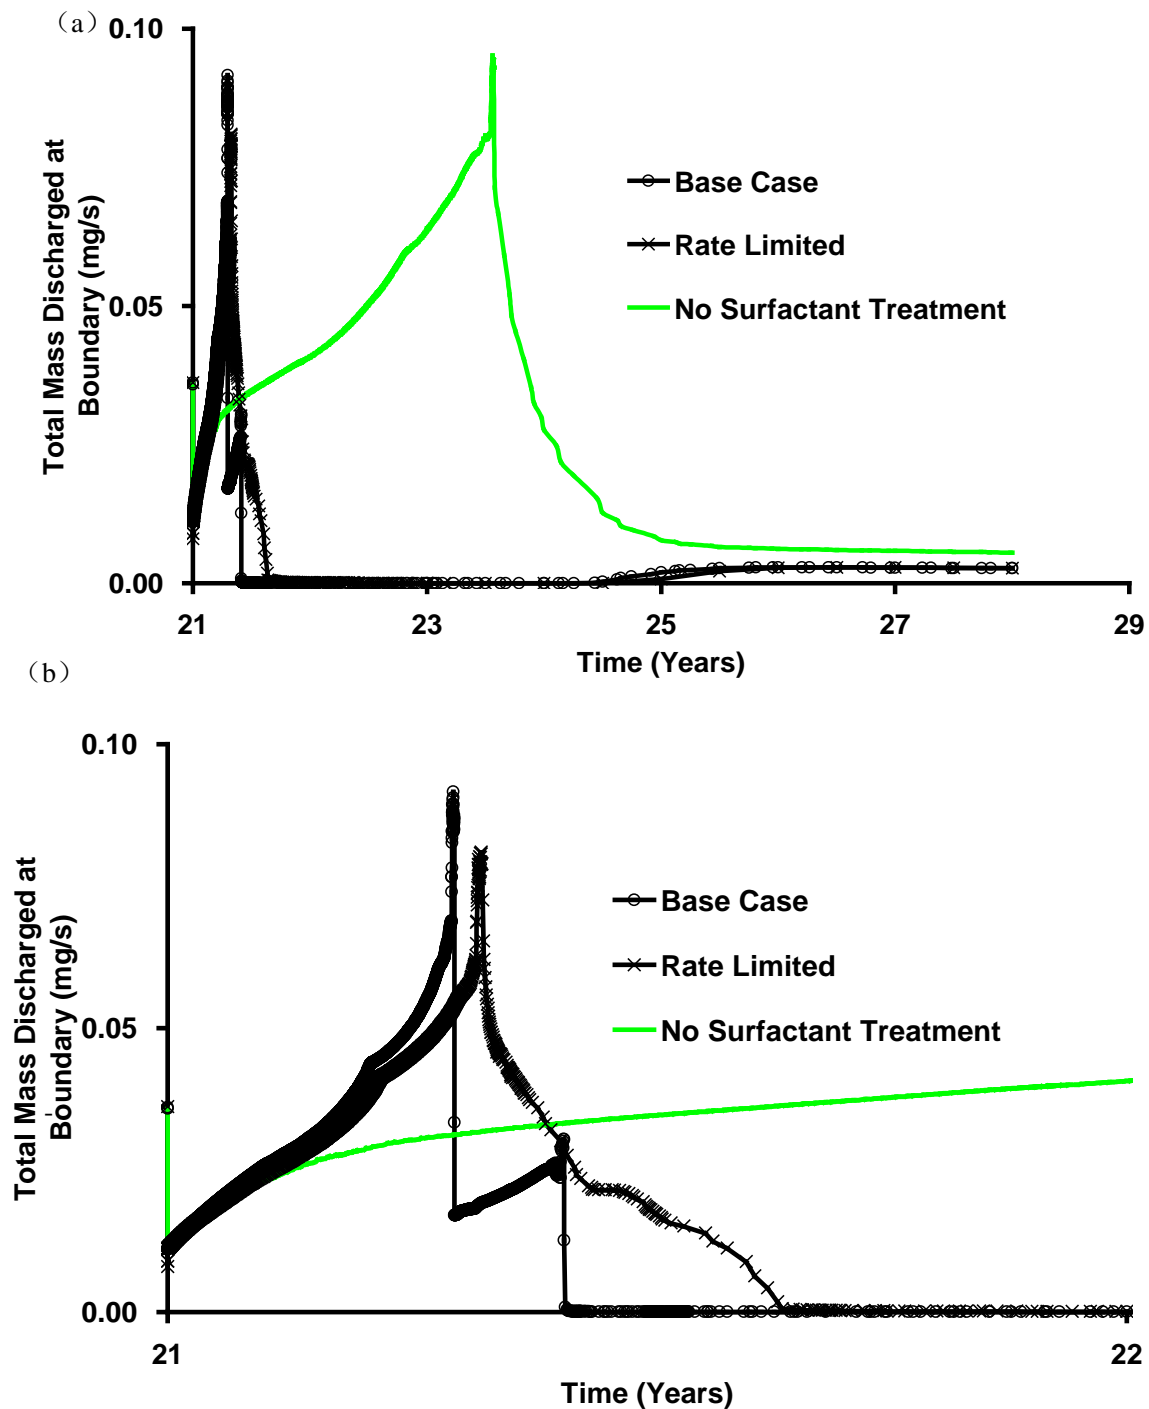 （a）
0.10
0.05
0.00
Total Mass Discharged at
Boundary (mg/s)
Base Case
Rate Limited
No Surfactant Treatment
21
23
25
27
29
Time (Years)
（b）
0.10
0.05
0.00
Total Mass Discharged at
Boundary (mg/s)
Base Case
Rate Limited
No Surfactant Treatment
21
22
Time (Years)